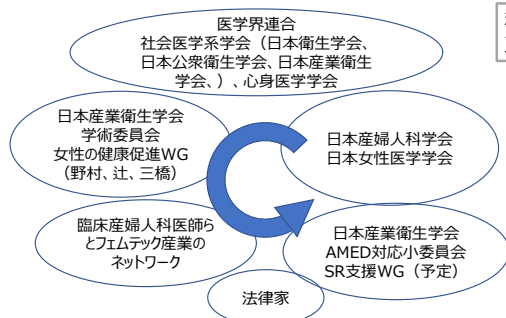 医学界連合
社会医学系学会（日本衛生学会、
日本公衆衛生学会、日本産業衛生
学会、）、心身医学学会
日本産業衛生学会
学術委員会
女性の健康促進WG
（野村、辻、三橋）
日本産婦人科学会
日本女性医学学会
臨床産婦人科医師ら
とフェムテック産業の
ネットワーク
日本産業衛生学会
AMED対応小委員会
SR支援WG（予定）
法律家